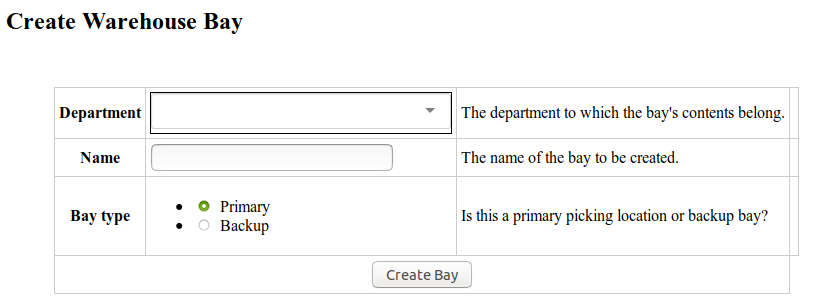 Create Warehouse Bay
Department
The department to which the bay's contents belong.
Name
The name of the bay to be created.
Bay type
Primary
Backup
Is this a primary picking location or backup bay?
Create Bay